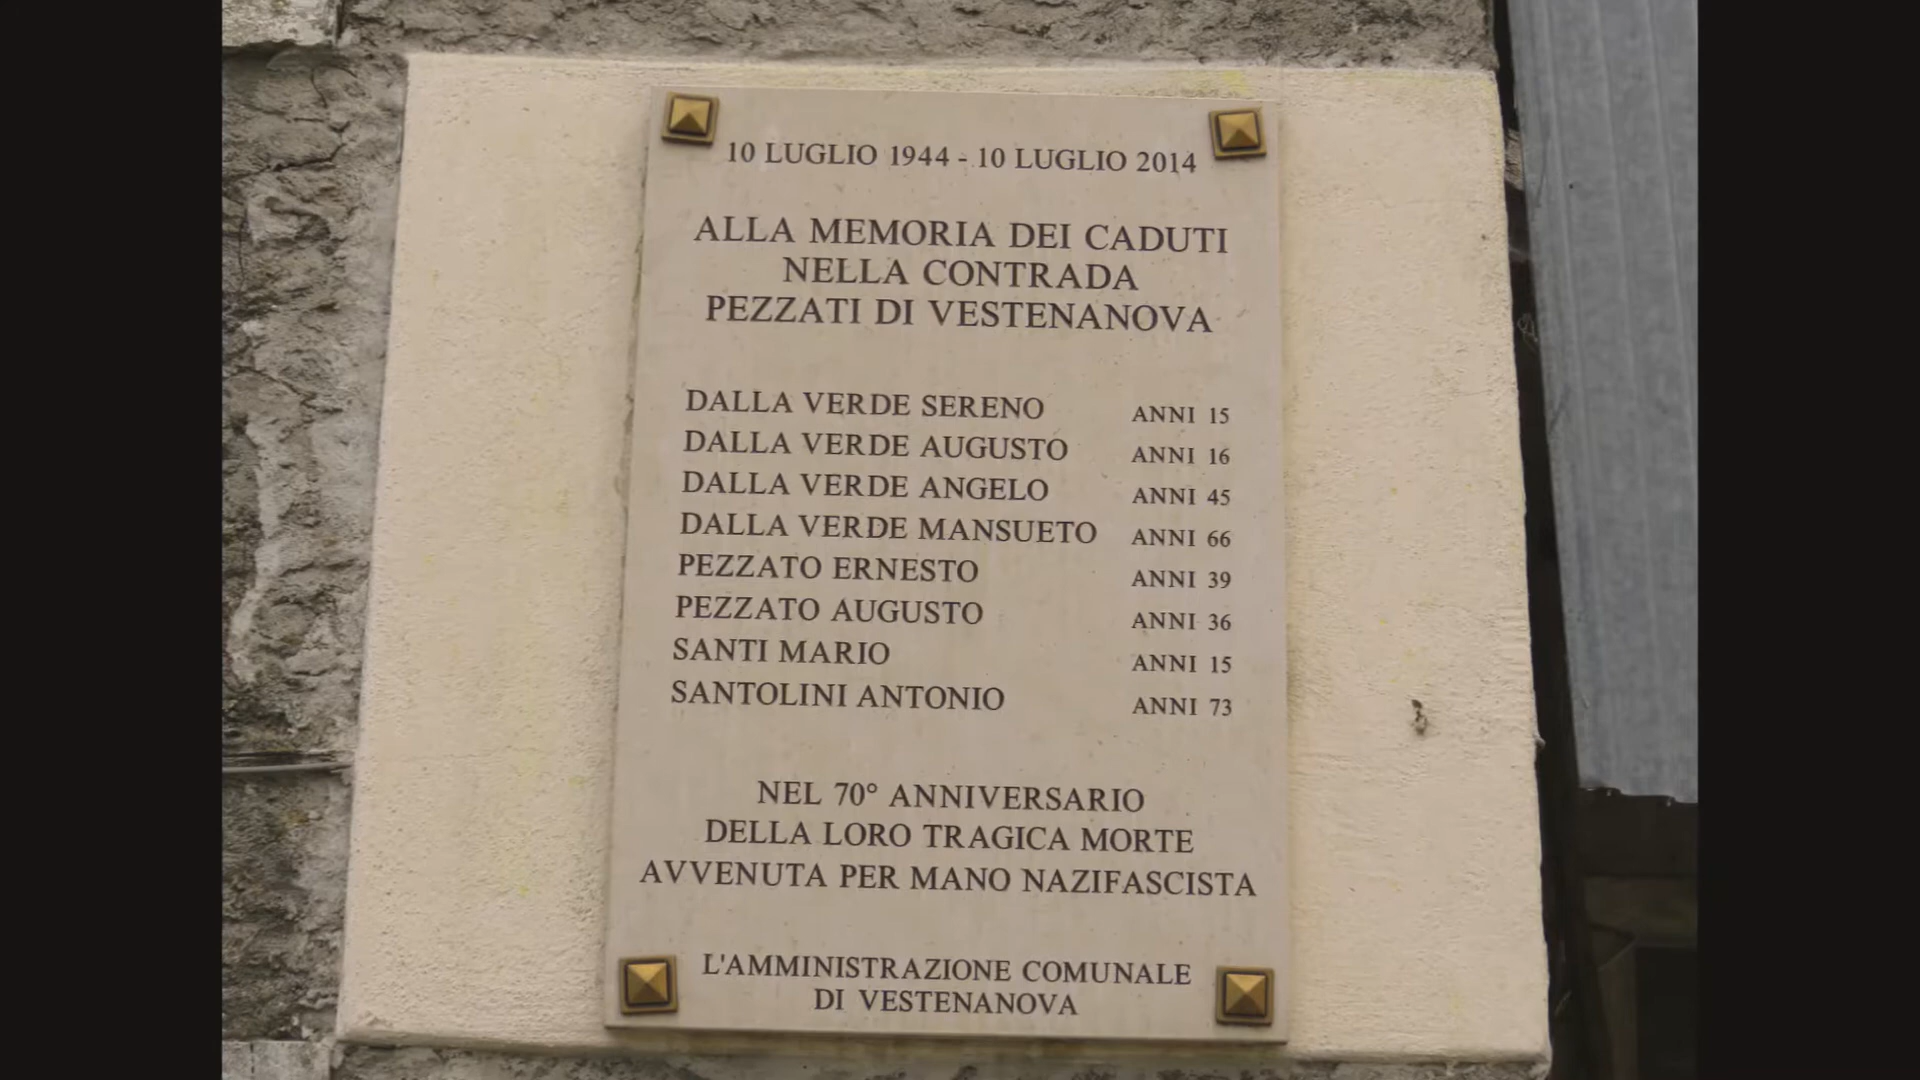 10 LUGLIO 1944 - 10 LUGLIO 2014
ALLA MEMORIA DEI CADUTI
NELLA CONTRADA
PEZZATI DI VESTENANOVA
DALLA VERDE SERENO ANNI 15
DALLA VERDE AUGUSTO ANNI 16
DALLA VERDE ANGELO ANNI 45
DALLA VERDE MANSUETO ANNI 66
PEZZATO ERNESTO ANNI 39
PEZZATO AUGUSTO ANNI 36
SANTI MARIO ANNI 15
SANTOLINI ANTONIO ANNI 73
NEL 70° ANNIVERSARIO
DELLA LORO TRAGICA MORTE
AVVENUTA PER MANO NAZIFASCISTA
L'AMMINISTRAZIONE COMUNALE
DI VESTENANOVA